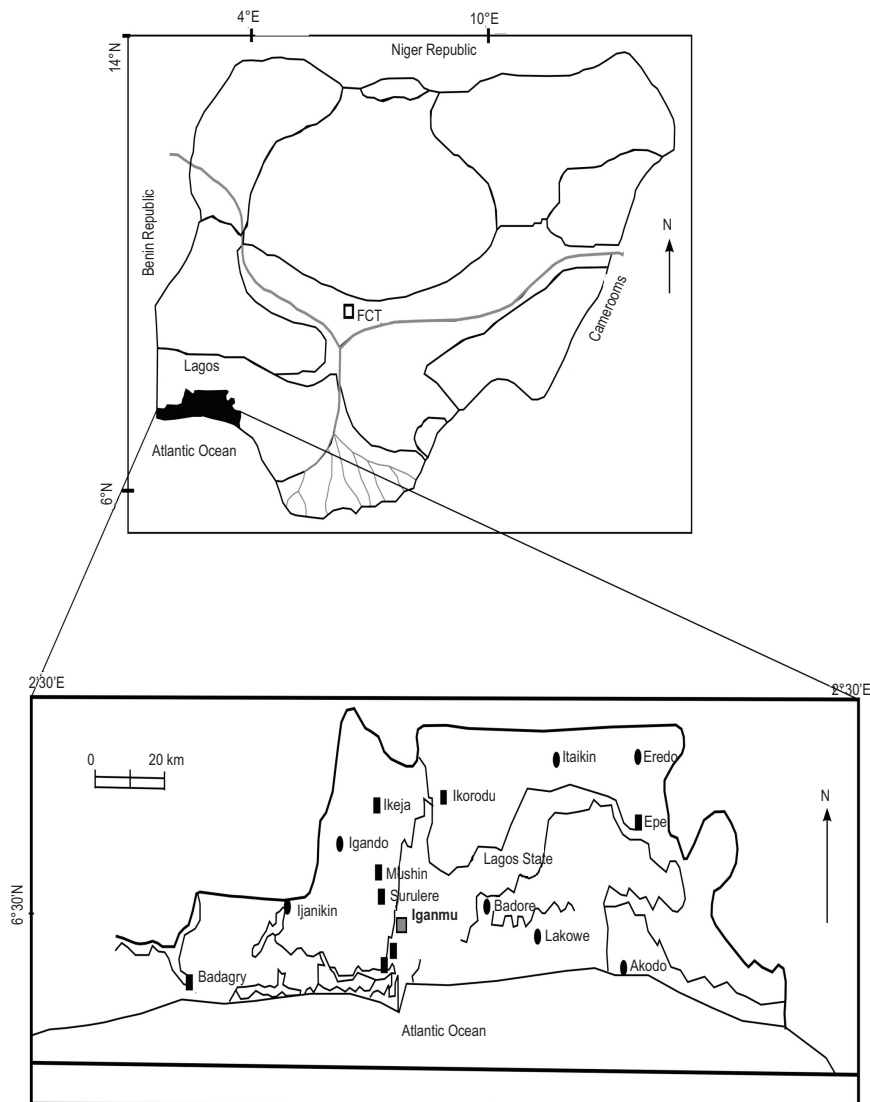 4°E
10°E
14°N
Niger Republic
Benin Republic
N
FCT
Camerooms
Lagos
Atlantic Ocean
6°N
2/30'E
2°30'E
0 20 km
N
Itaikin
Eredo
Ikeja
Ikorodu
Epe
Igando
Lagos State
Mushin
Surulere
6°30'N
Ijanikin
Iganmu
Badore
Lakowe
Badagry
Akodo
Atlantic Ocean